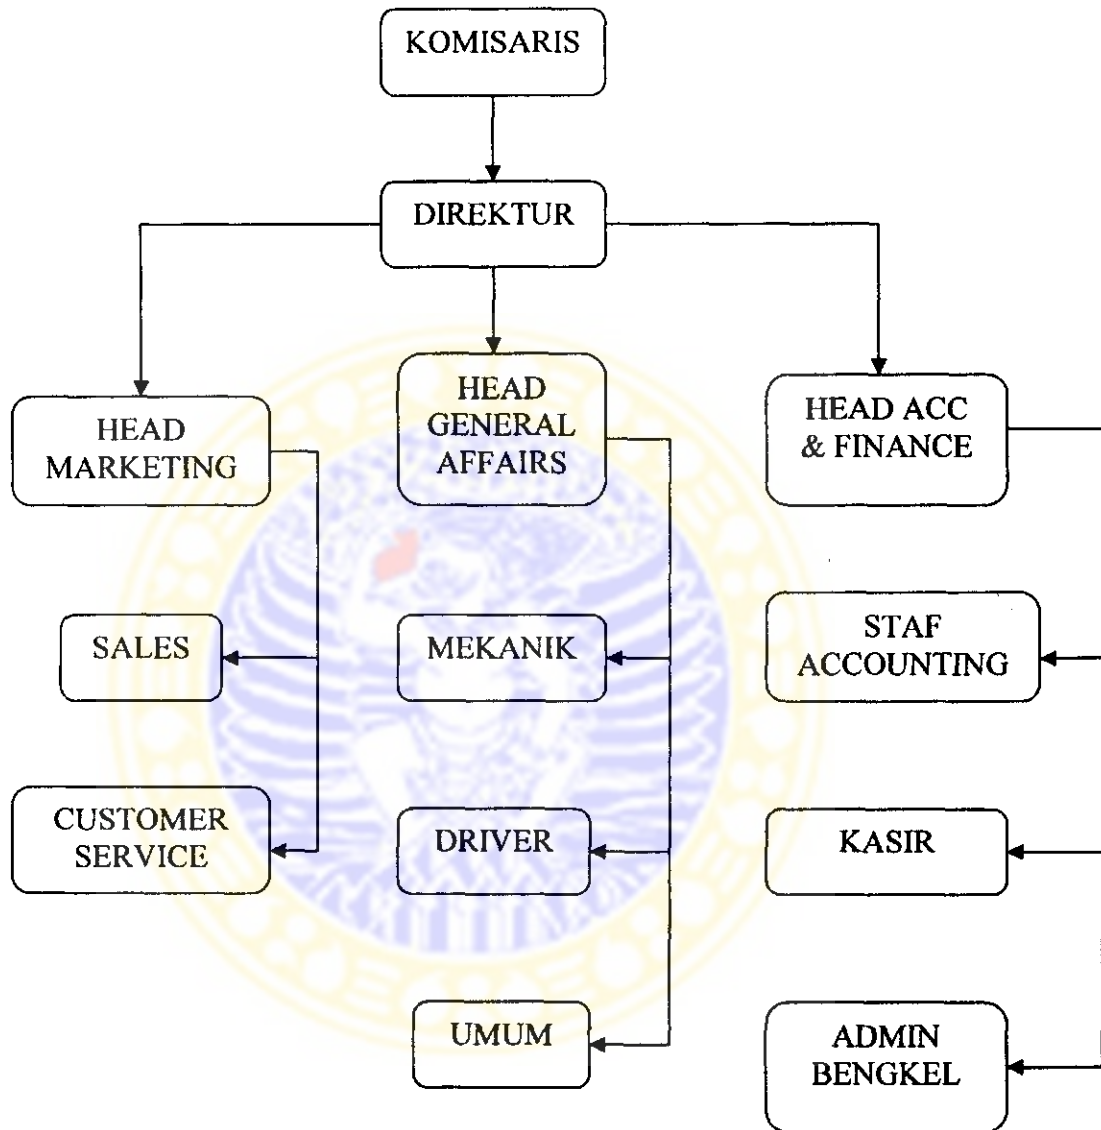 KOMISARIS
DIREKTUR
HEAD
MARKETING
HEAD
GENERAL
AFFAIRS
HEAD ACC
& FINANCE
SALES
MEKANIK
STAF
ACCOUNTING
CUSTOMER
SERVICE
DRIVER
KASIR
UMUM
ADMIN
BENGKEL